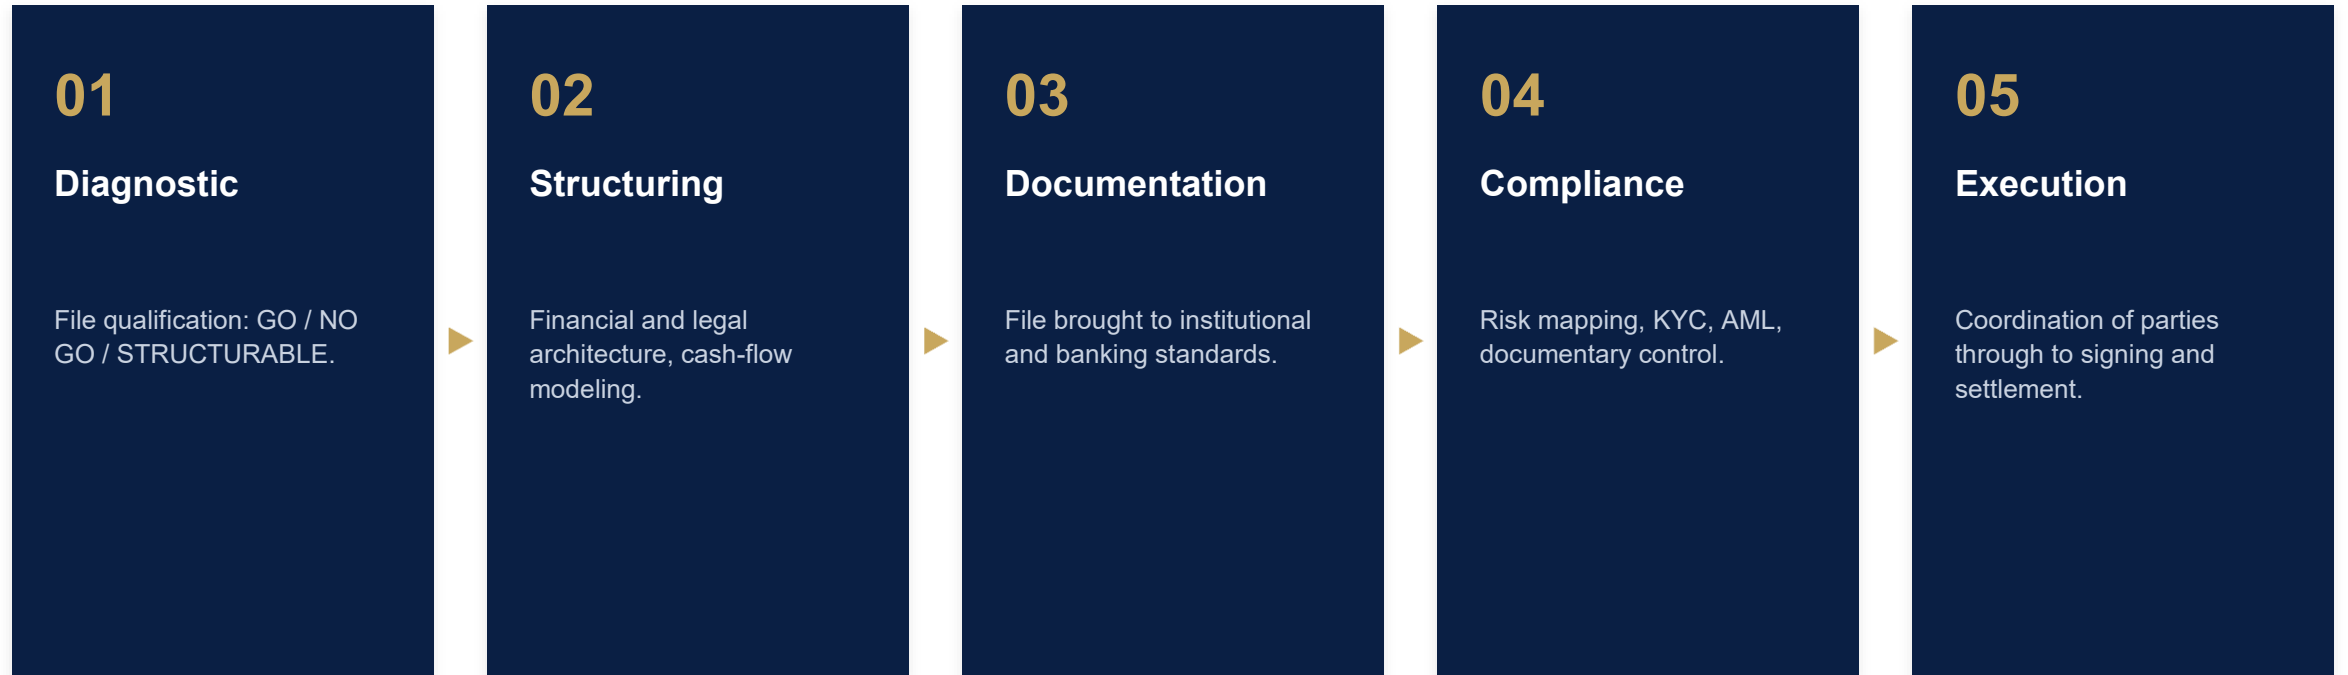 01
Diagnostic
File qualification: GO / NO
GO / STRUCTURABLE.
02
Structuring
Financial and legal
architecture, cash-flow
modeling.
03
Documentation
File brought to institutional
and banking standards.
04
Compliance
Risk mapping, KYC, AML,
documentary control.
05
Execution
Coordination of parties
through to signing and
settlement.